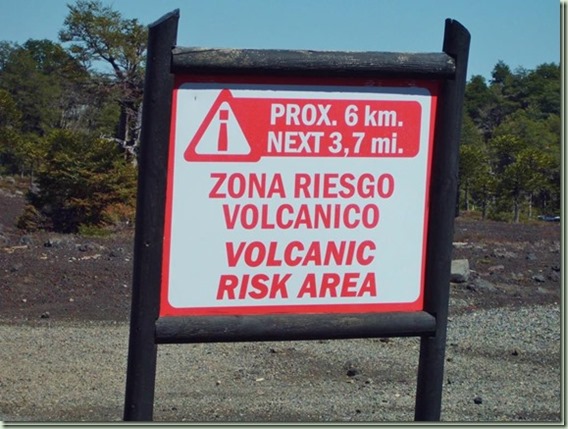 ¡
PROX. 6 km.
NEXT 3,7 mi.
ZONA RIESGO
VOLCANICO
VOLCANIC
RISK AREA